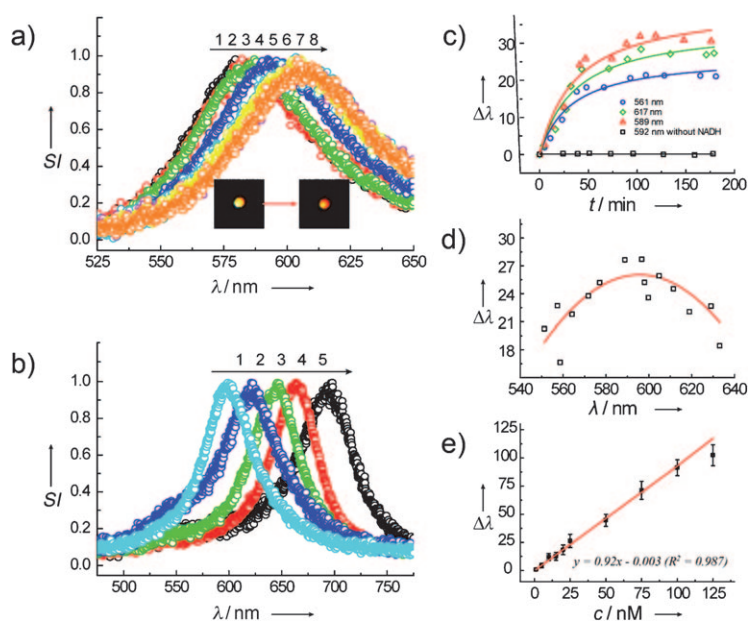 a)
1 2 3 4 5 6 7 8
SI
1.0
0.8
0.6
0.4
0.2
0.0
525 550 575 600 625 650
λ / nm
b)
1 2 3 4 5
SI
1.0
0.8
0.6
0.4
0.2
0.0
500 550 600 650 700 750
λ / nm
c)
Δλ
30
20
10
0
561 nm
617 nm
589 nm
592 nm without NADH
0 50 100 150 200
t / min
d)
Δλ
30
27
24
21
18
540 560 580 600 620 640
λ / nm
e)
Δλ
125
100
75
50
25
0
y = 0.92x - 0.003 (R² = 0.987)
0 25 50 75 100 125
c / nM